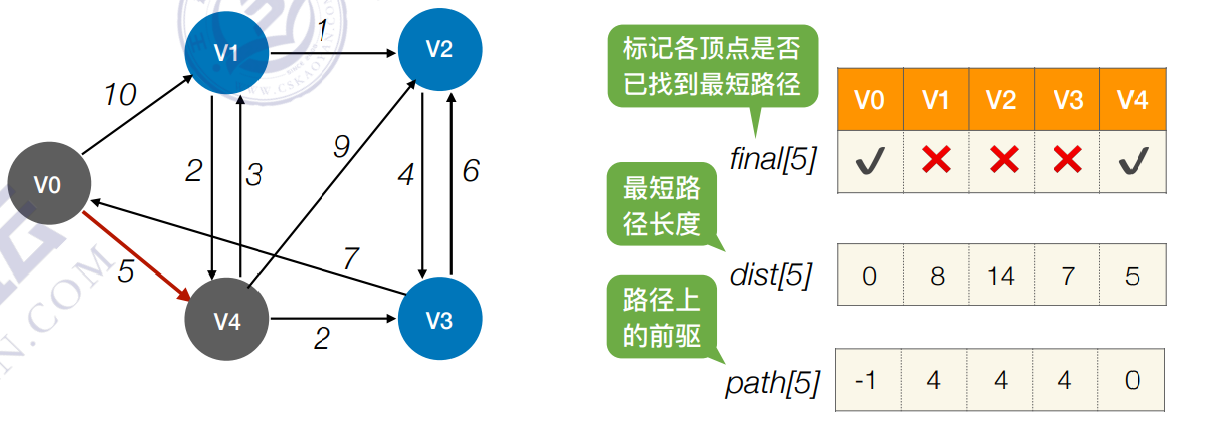 V0
V1
V2
V3
V4
10
1
2
3
9
4
6
7
5
2
标记各顶点是否
已找到最短路径
V0 V1 V2 V3 V4
final[5] ✓ ✕ ✕ ✕ ✓
最短路
径长度
dist[5] 0 8 14 7 5
路径上
的前驱
path[5] -1 4 4 4 0